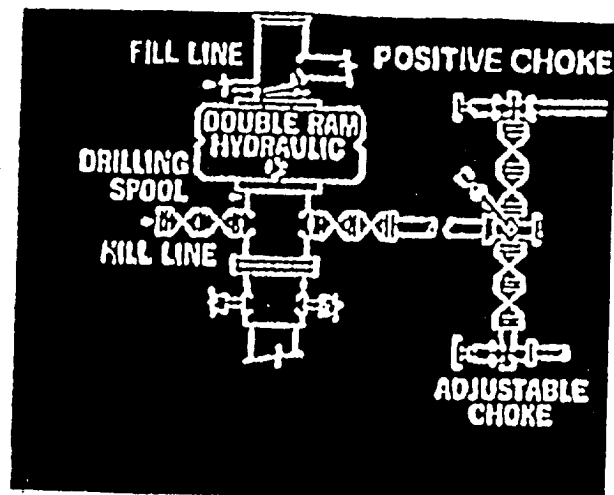 FILL LINE
POSITIVE CHOKE
DOUBLE RAM
HYDRAULIC
DRILLING
SPOOL
KILL LINE
ADJUSTABLE
CHOKE